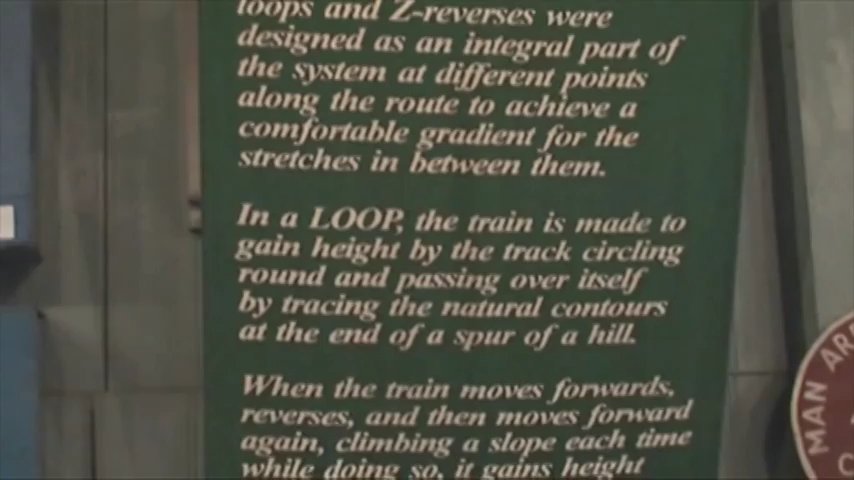 loops and Z-reverses were
designed as an integral part of
the system at different points
along the route to achieve a
comfortable gradient for the
stretches in between them.
In a LOOP, the train is made to
gain height by the track circling
round and passing over itself
by tracing the natural contours
at the end of a spur of a hill.
When the train moves forwards,
reverses, and then moves forward
again, climbing a slope each time
while doing so, it gains height
MAN